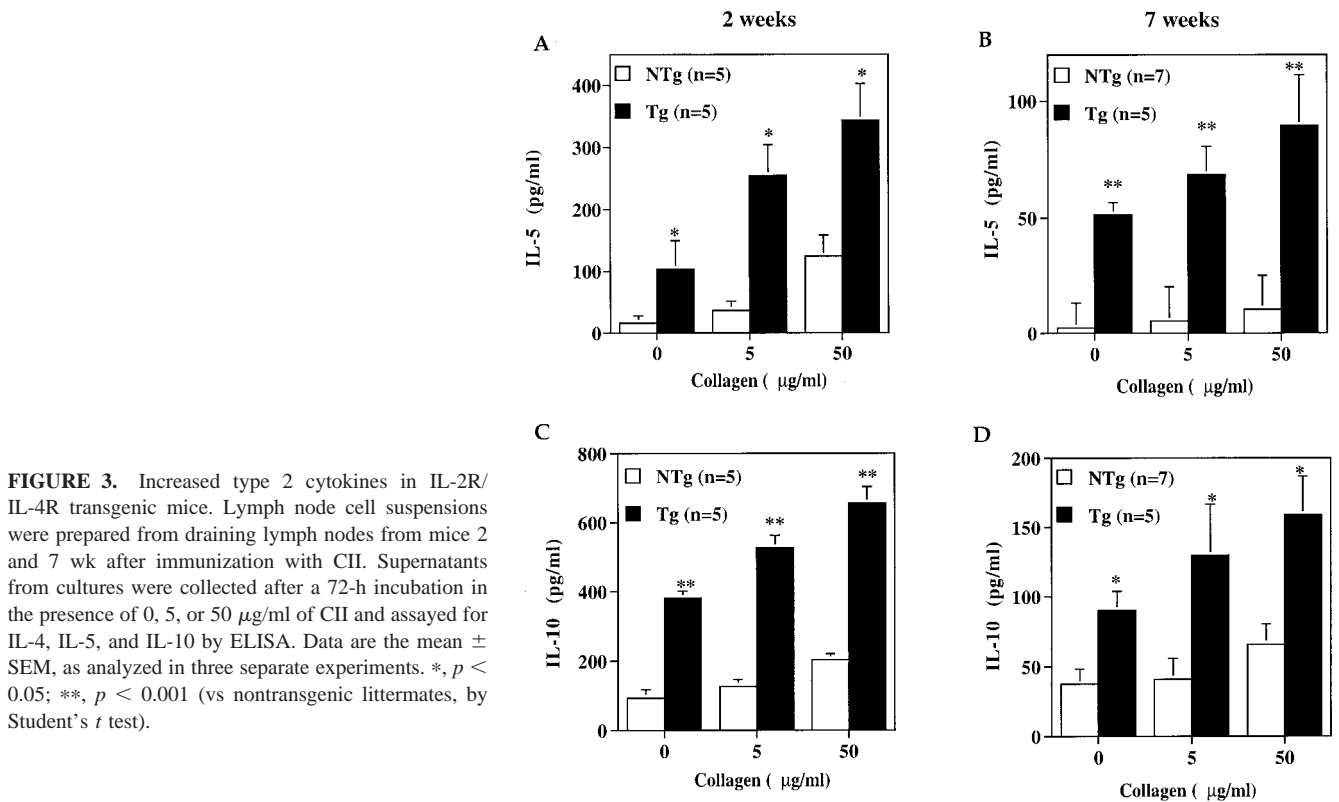 2 weeks
7 weeks
A
NTg (n=5)
Tg (n=5)
400
300
200
100
0
IL-5 (pg/ml)
*
*
*
0
5
50
Collagen ( μg/ml)
B
NTg (n=7)
Tg (n=5)
100
50
0
IL-5 (pg/ml)
**
**
**
0
5
50
Collagen ( μg/ml)
C
NTg (n=5)
Tg (n=5)
800
600
400
200
0
IL-10 (pg/ml)
**
**
**
0
5
50
Collagen ( μg/ml)
D
NTg (n=7)
Tg (n=5)
200
150
100
50
0
IL-10 (pg/ml)
*
*
*
0
5
50
Collagen ( μg/ml)
FIGURE 3. Increased type 2 cytokines in IL-2R/
IL-4R transgenic mice. Lymph node cell suspensions
were prepared from draining lymph nodes from mice 2
and 7 wk after immunization with CII. Supernatants
from cultures were collected after a 72-h incubation in
the presence of 0, 5, or 50 μg/ml of CII and assayed for
IL-4, IL-5, and IL-10 by ELISA. Data are the mean ±
SEM, as analyzed in three separate experiments. *, p <
0.05; **, p < 0.001 (vs nontransgenic littermates, by
Student's t test).